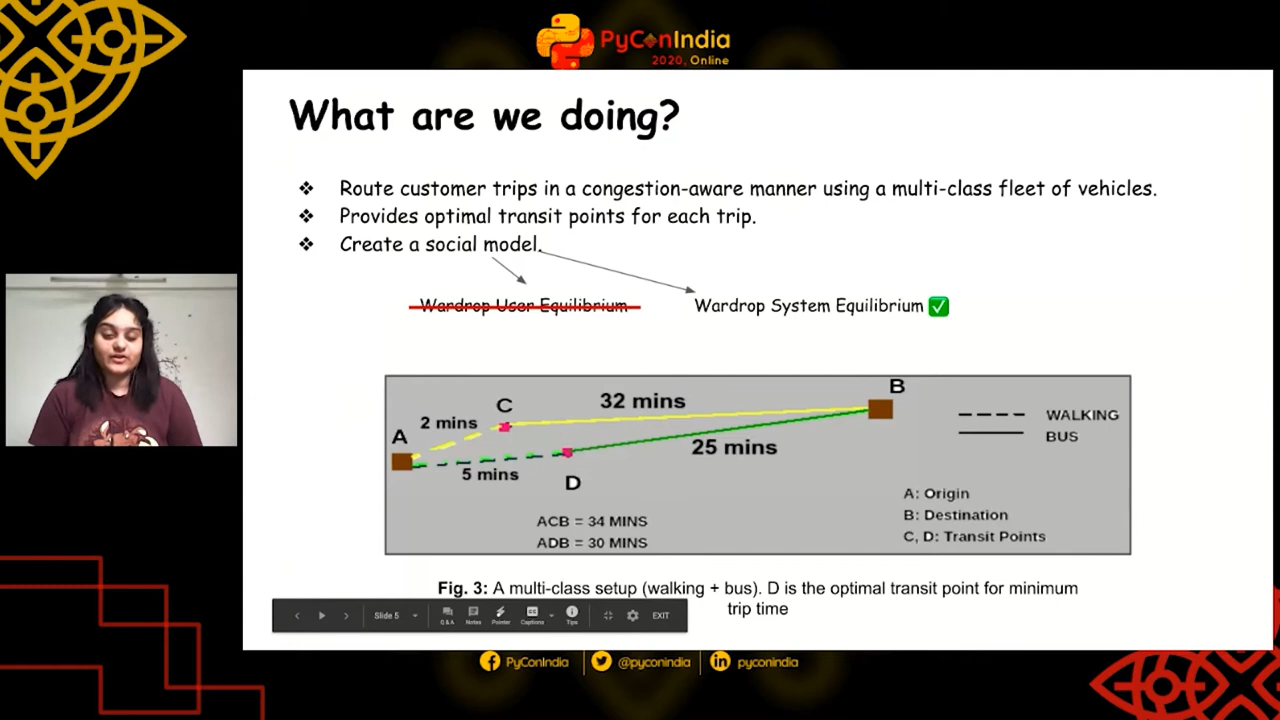 PyConIndia
2020, Online
What are we doing?
❖ Route customer trips in a congestion-aware manner using a multi-class fleet of vehicles.
❖ Provides optimal transit points for each trip.
❖ Create a social model.
Wardrop User Equilibrium
Wardrop System Equilibrium ✅
B
32 mins
C
2 mins
A
WALKING
BUS
25 mins
5 mins
D
A: Origin
B: Destination
C, D: Transit Points
ACB = 34 MINS
ADB = 30 MINS
Fig. 3: A multi-class setup (walking + bus). D is the optimal transit point for minimum
trip time
Slide 5
Q&A
Notes
Pointer
Captions
Tips
EXIT
PyConIndia
@pyconindia
pyconindia